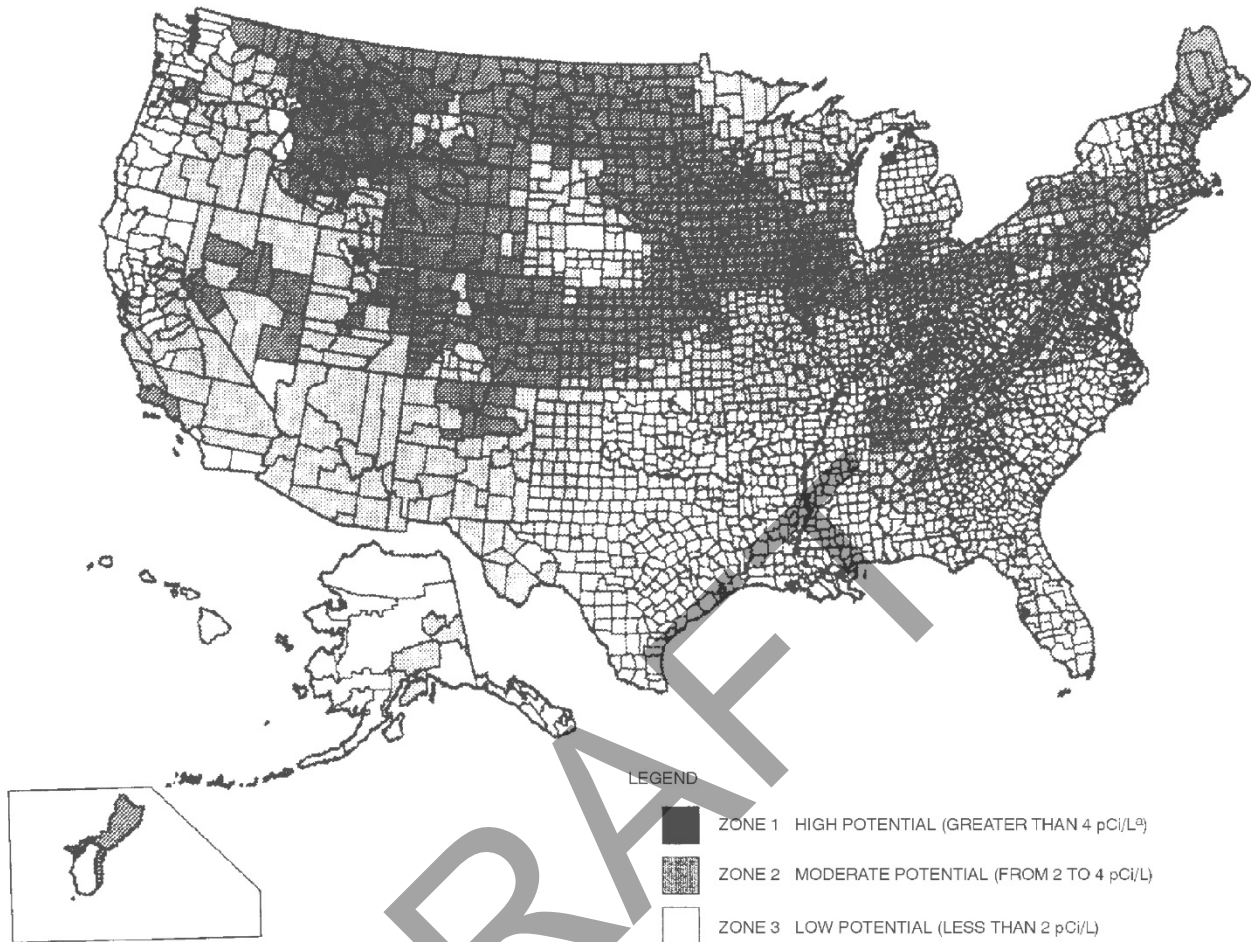 DRAFT
LEGEND
ZONE 1 HIGH POTENTIAL (GREATER THAN 4 pCi/Lª)
ZONE 2 MODERATE POTENTIAL (FROM 2 TO 4 pCi/L)
ZONE 3 LOW POTENTIAL (LESS THAN 2 pCi/L)